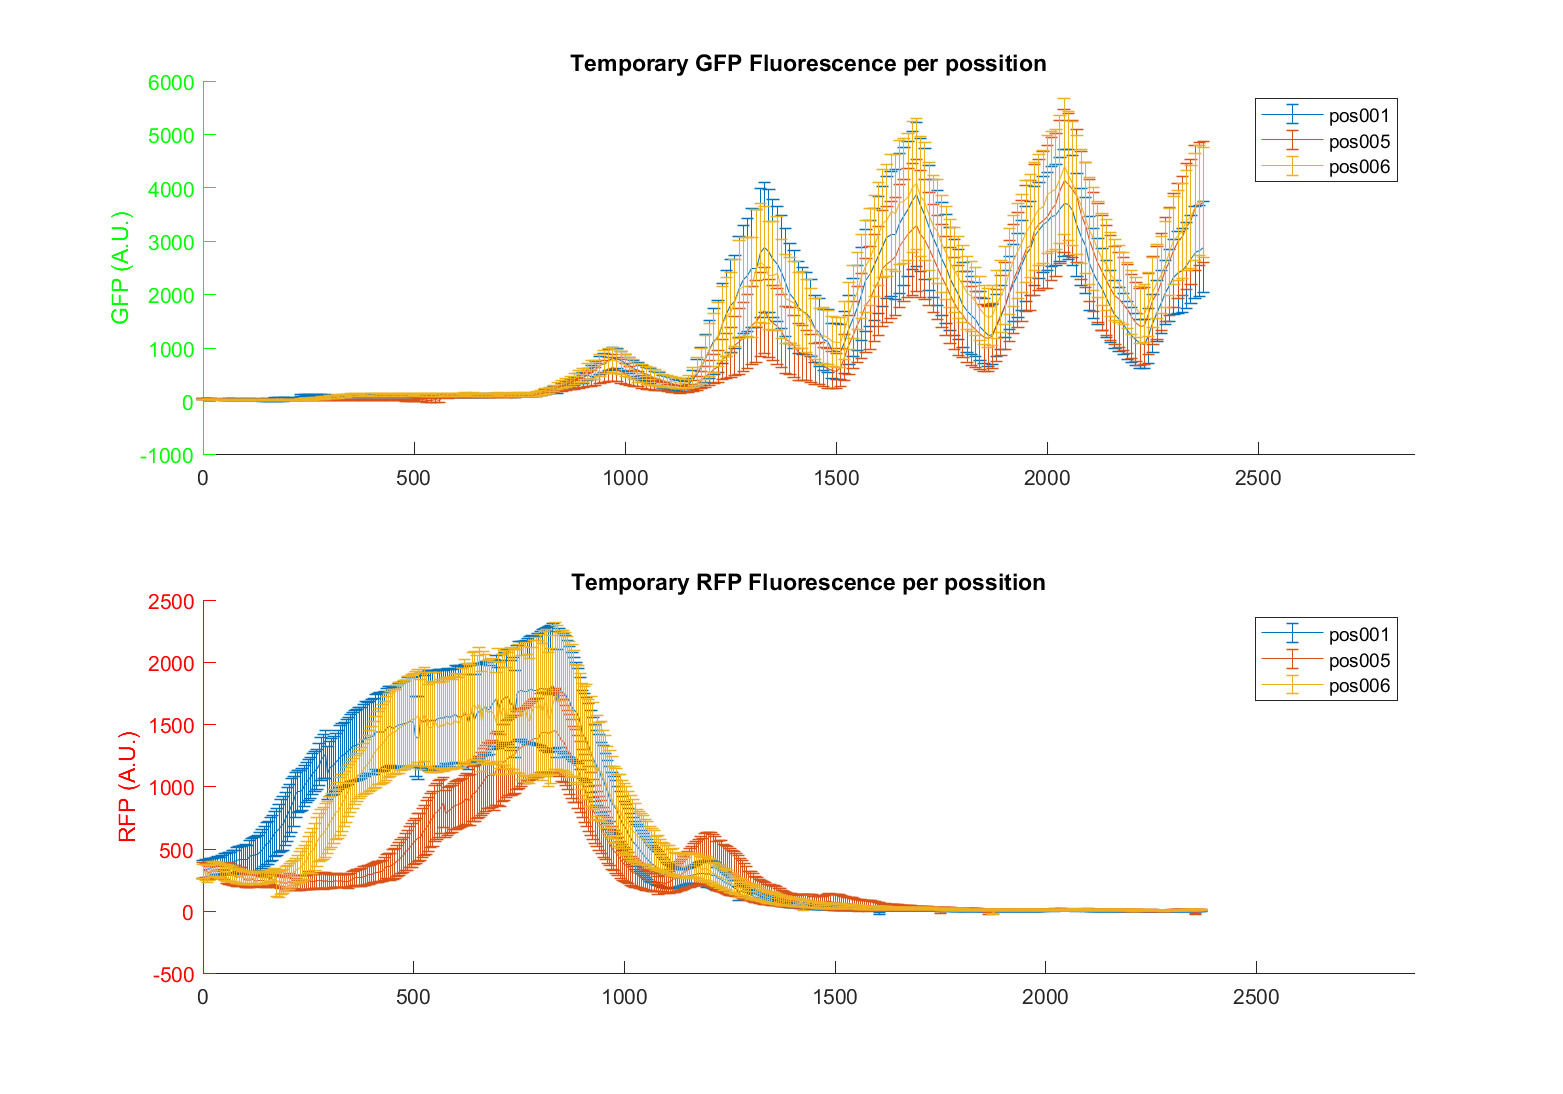 Temporary GFP Fluorescence per possition
6000
5000
4000
3000
2000
1000
0
-1000
GFP (A.U.)
0 500 1000 1500 2000 2500
pos001
pos005
pos006
Temporary RFP Fluorescence per possition
2500
2000
1500
1000
500
0
-500
RFP (A.U.)
0 500 1000 1500 2000 2500
pos001
pos005
pos006